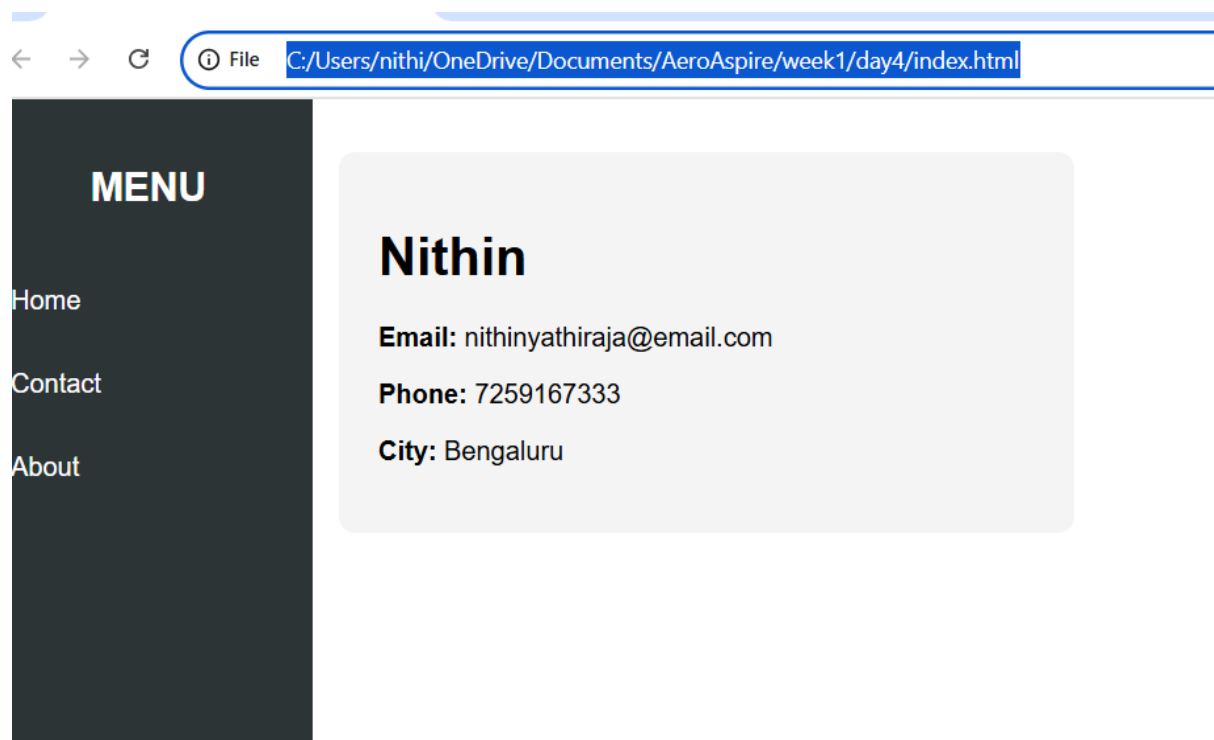 File C:/Users/nithi/OneDrive/Documents/AeroAspire/week1/day4/index.html
MENU
Home
Contact
About
Nithin
Email: nithinyathiraja@email.com
Phone: 7259167333
City: Bengaluru